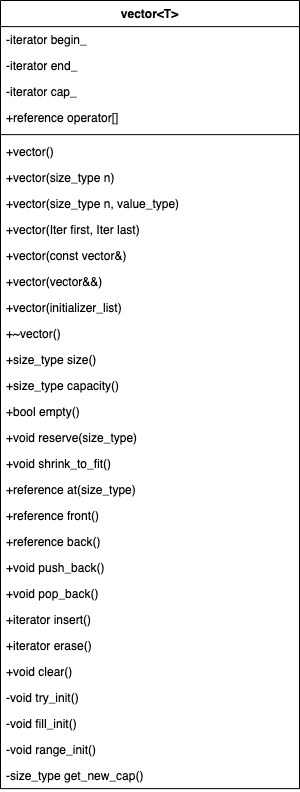 vector<T>
-iterator begin_
-iterator end_
-iterator cap_
+reference operator[]
+vector()
+vector(size_type n)
+vector(size_type n, value_type)
+vector(Iter first, Iter last)
+vector(const vector&)
+vector(vector&&)
+vector(initializer_list)
+~vector()
+size_type size()
+size_type capacity()
+bool empty()
+void reserve(size_type)
+void shrink_to_fit()
+reference at(size_type)
+reference front()
+reference back()
+void push_back()
+void pop_back()
+iterator insert()
+iterator erase()
+void clear()
-void try_init()
-void fill_init()
-void range_init()
-size_type get_new_cap()